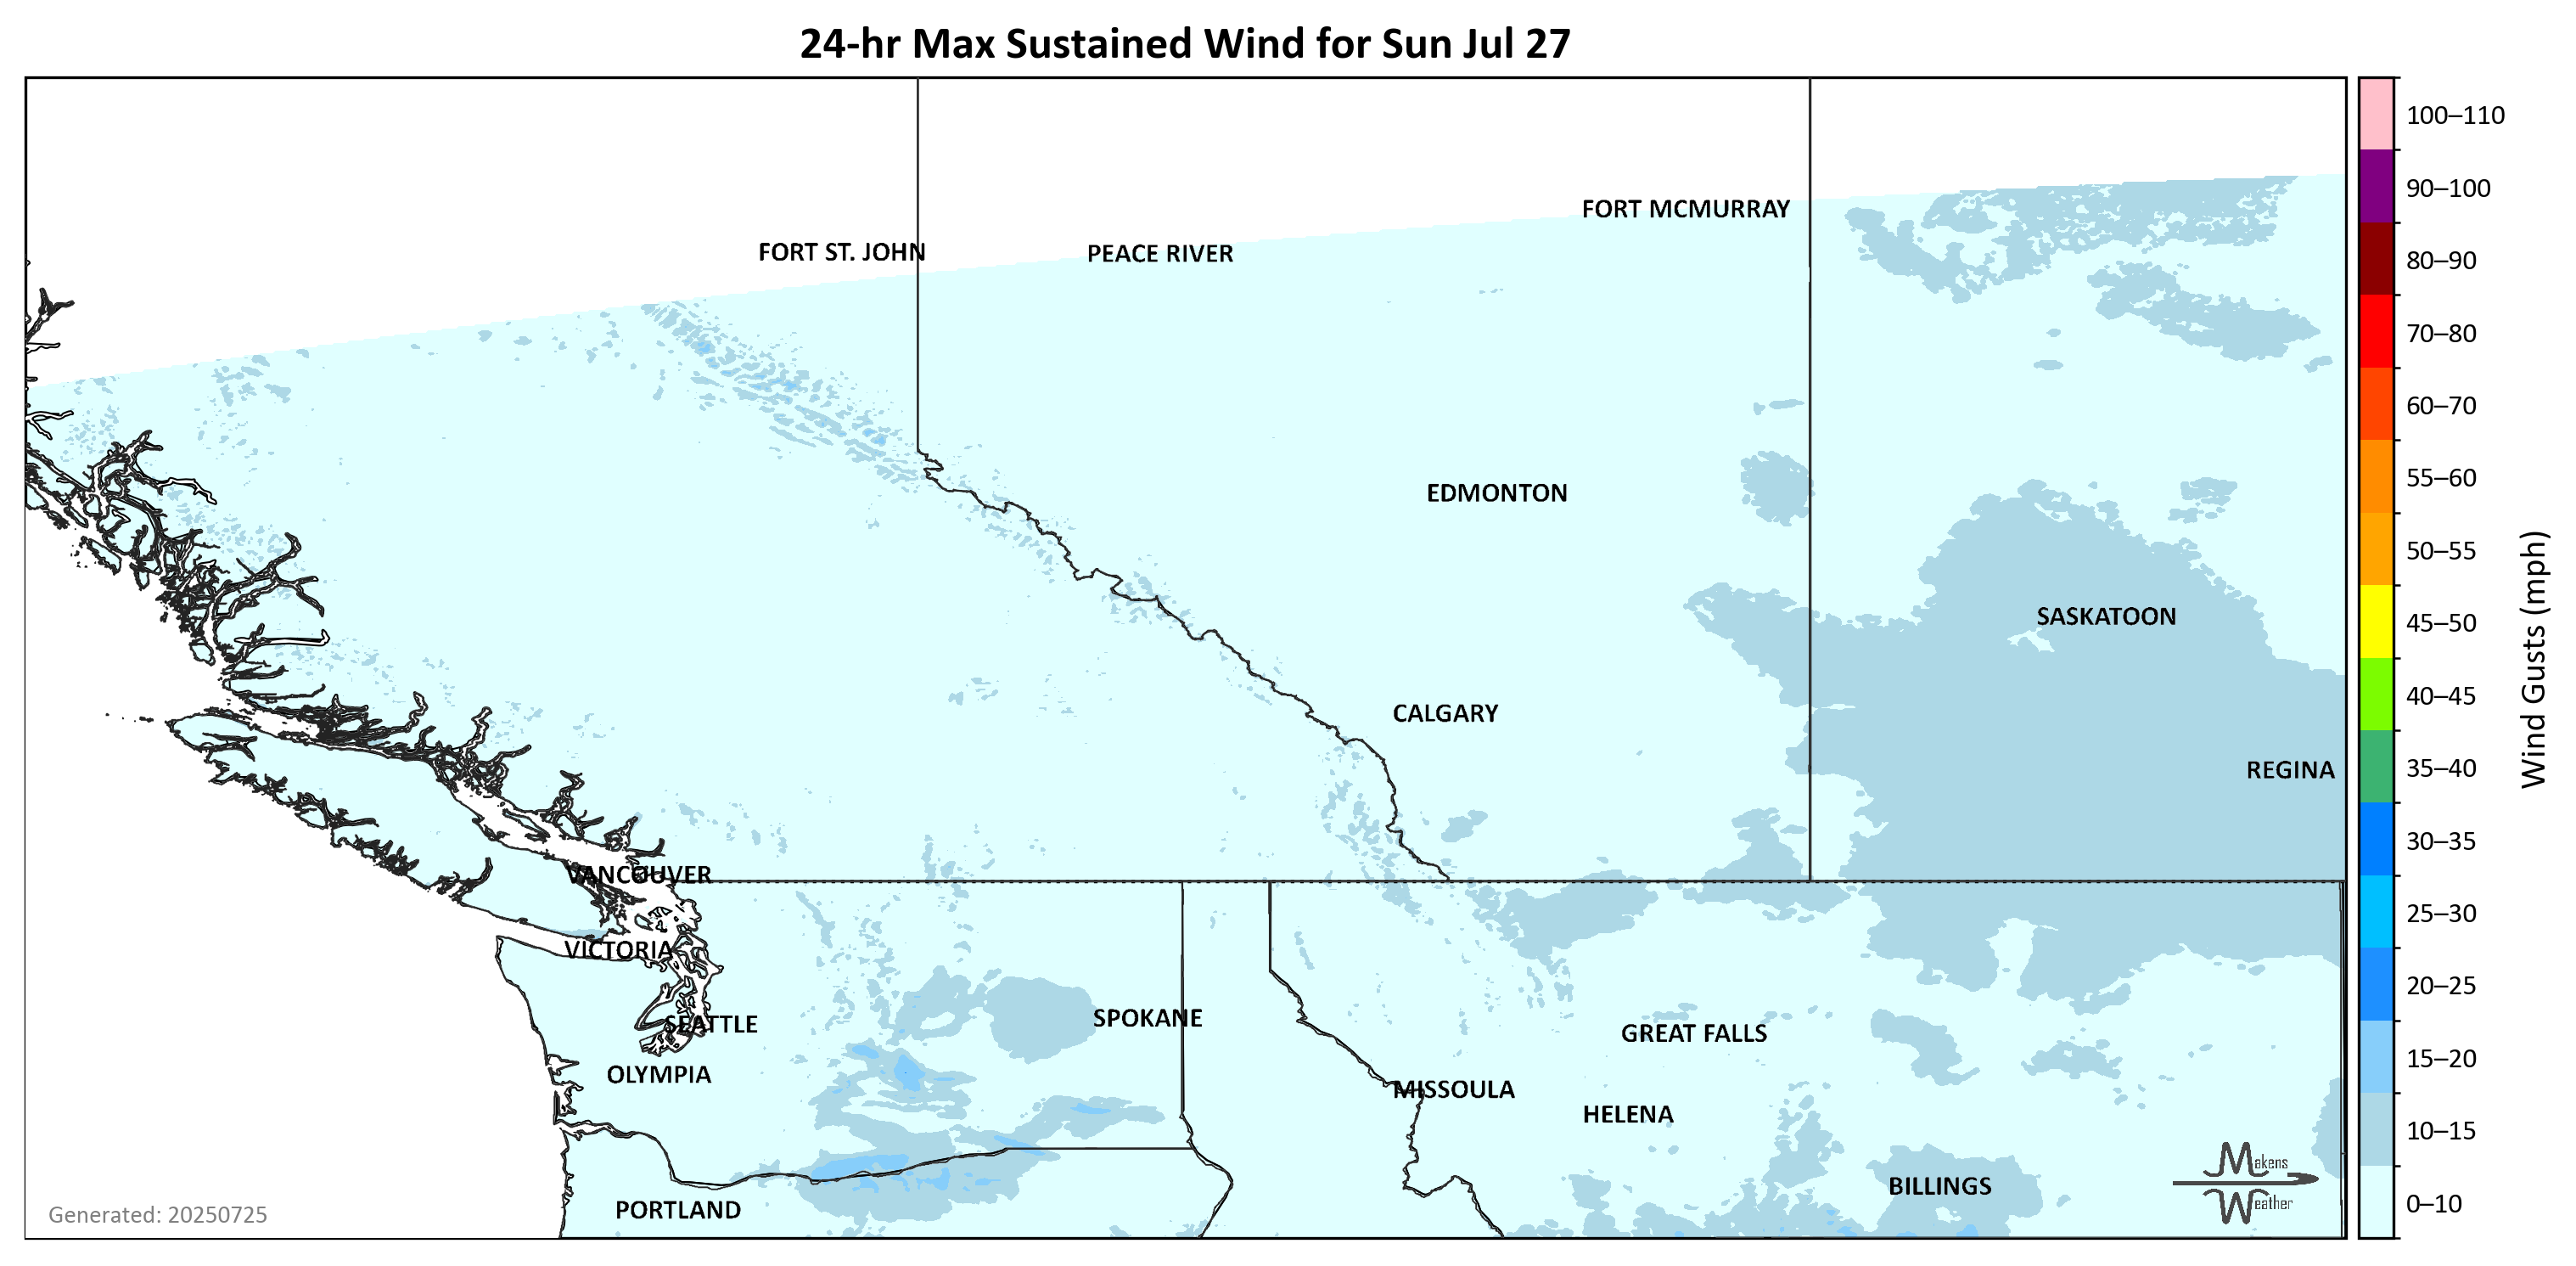 24-hr Max Sustained Wind for Sun Jul 27
100–110
90–100
80–90
70–80
60–70
55–60
50–55
45–50
40–45
35–40
30–35
25–30
20–25
15–20
10–15
0–10
Wind Gusts (mph)
FORT MCMURRAY
FORT ST. JOHN
PEACE RIVER
EDMONTON
SASKATOON
CALGARY
REGINA
VANCOUVER
VICTORIA
SEATTLE
SPOKANE
GREAT FALLS
OLYMPIA
MISSOULA
HELENA
BILLINGS
PORTLAND
Makens
Weather
Generated: 20250725